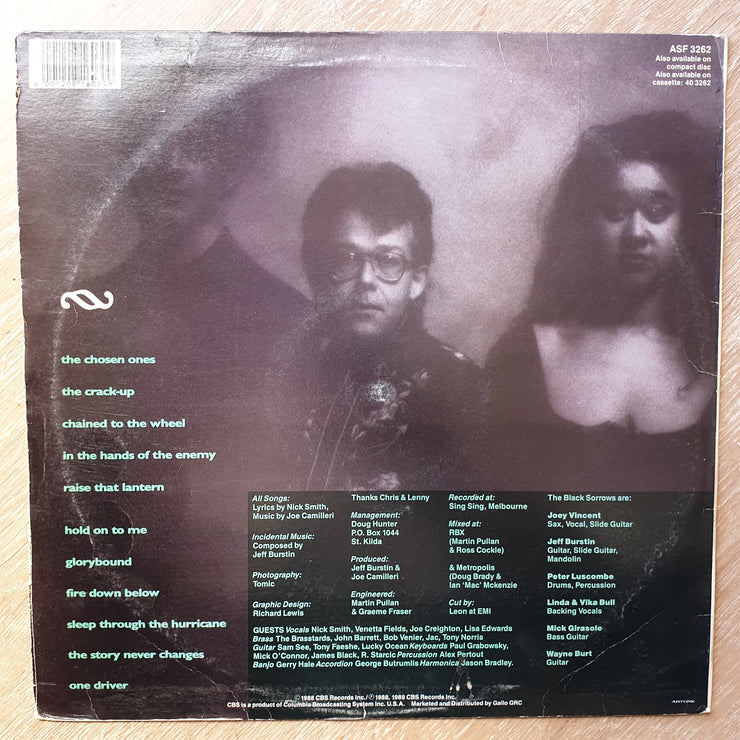 ASF 3262
Also available on
compact disc
Also available on
cassette: 40 3262
the chosen ones
the crack-up
chained to the wheel
in the hands of the enemy
raise that lantern
hold on to me
glorybound
fire down below
sleep through the hurricane
the story never changes
one driver
All Songs:
Lyrics by Nick Smith,
Music by Joe Camilleri
Incidental Music:
Composed by
Jeff Burstin
Photography:
Tomic
Graphic Design:
Richard Lewis
Thanks Chris & Lenny
Management:
Doug Hunter
P.O. Box 1044
St. Kilda
Produced:
Jeff Burstin &
Joe Camilleri
Engineered:
Martin Pullan
& Graeme Fraser
Recorded at:
Sing Sing, Melbourne
Mixed at:
RBX
(Martin Pullan
& Ross Cockle)
& Metropolis
(Doug Brady &
Ian 'Mac' Mckenzie
Cut by:
Leon at EMI
The Black Sorrows are:
Joey Vincent
Sax, Vocal, Slide Guitar
Jeff Burstin
Guitar, Slide Guitar,
Mandolin
Peter Luscombe
Drums, Percussion
Linda & Vika Bull
Backing Vocals
Mick Girasole
Bass Guitar
Wayne Burt
Guitar
GUESTS Vocals Nick Smith, Venetta Fields, Joe Creighton, Lisa Edwards
Brass The Brasstards, John Barrett, Bob Venier, Jac, Tony Norris
Guitar Sam See, Tony Faeshe, Lucky Ocean Keyboards Paul Grabowsky,
Mick O'Connor, James Black, R. Starcic Percussion Alex Pertout
Banjo Gerry Hale Accordion George Butrumlis Harmonica Jason Bradley.
© 1988 CBS Records Inc./℗ 1988, 1989 CBS Records Inc.
CBS is a product of Columbia Broadcasting System Inc. U.S.A. Marketed and Distributed by Gallo GRC
ARTONE